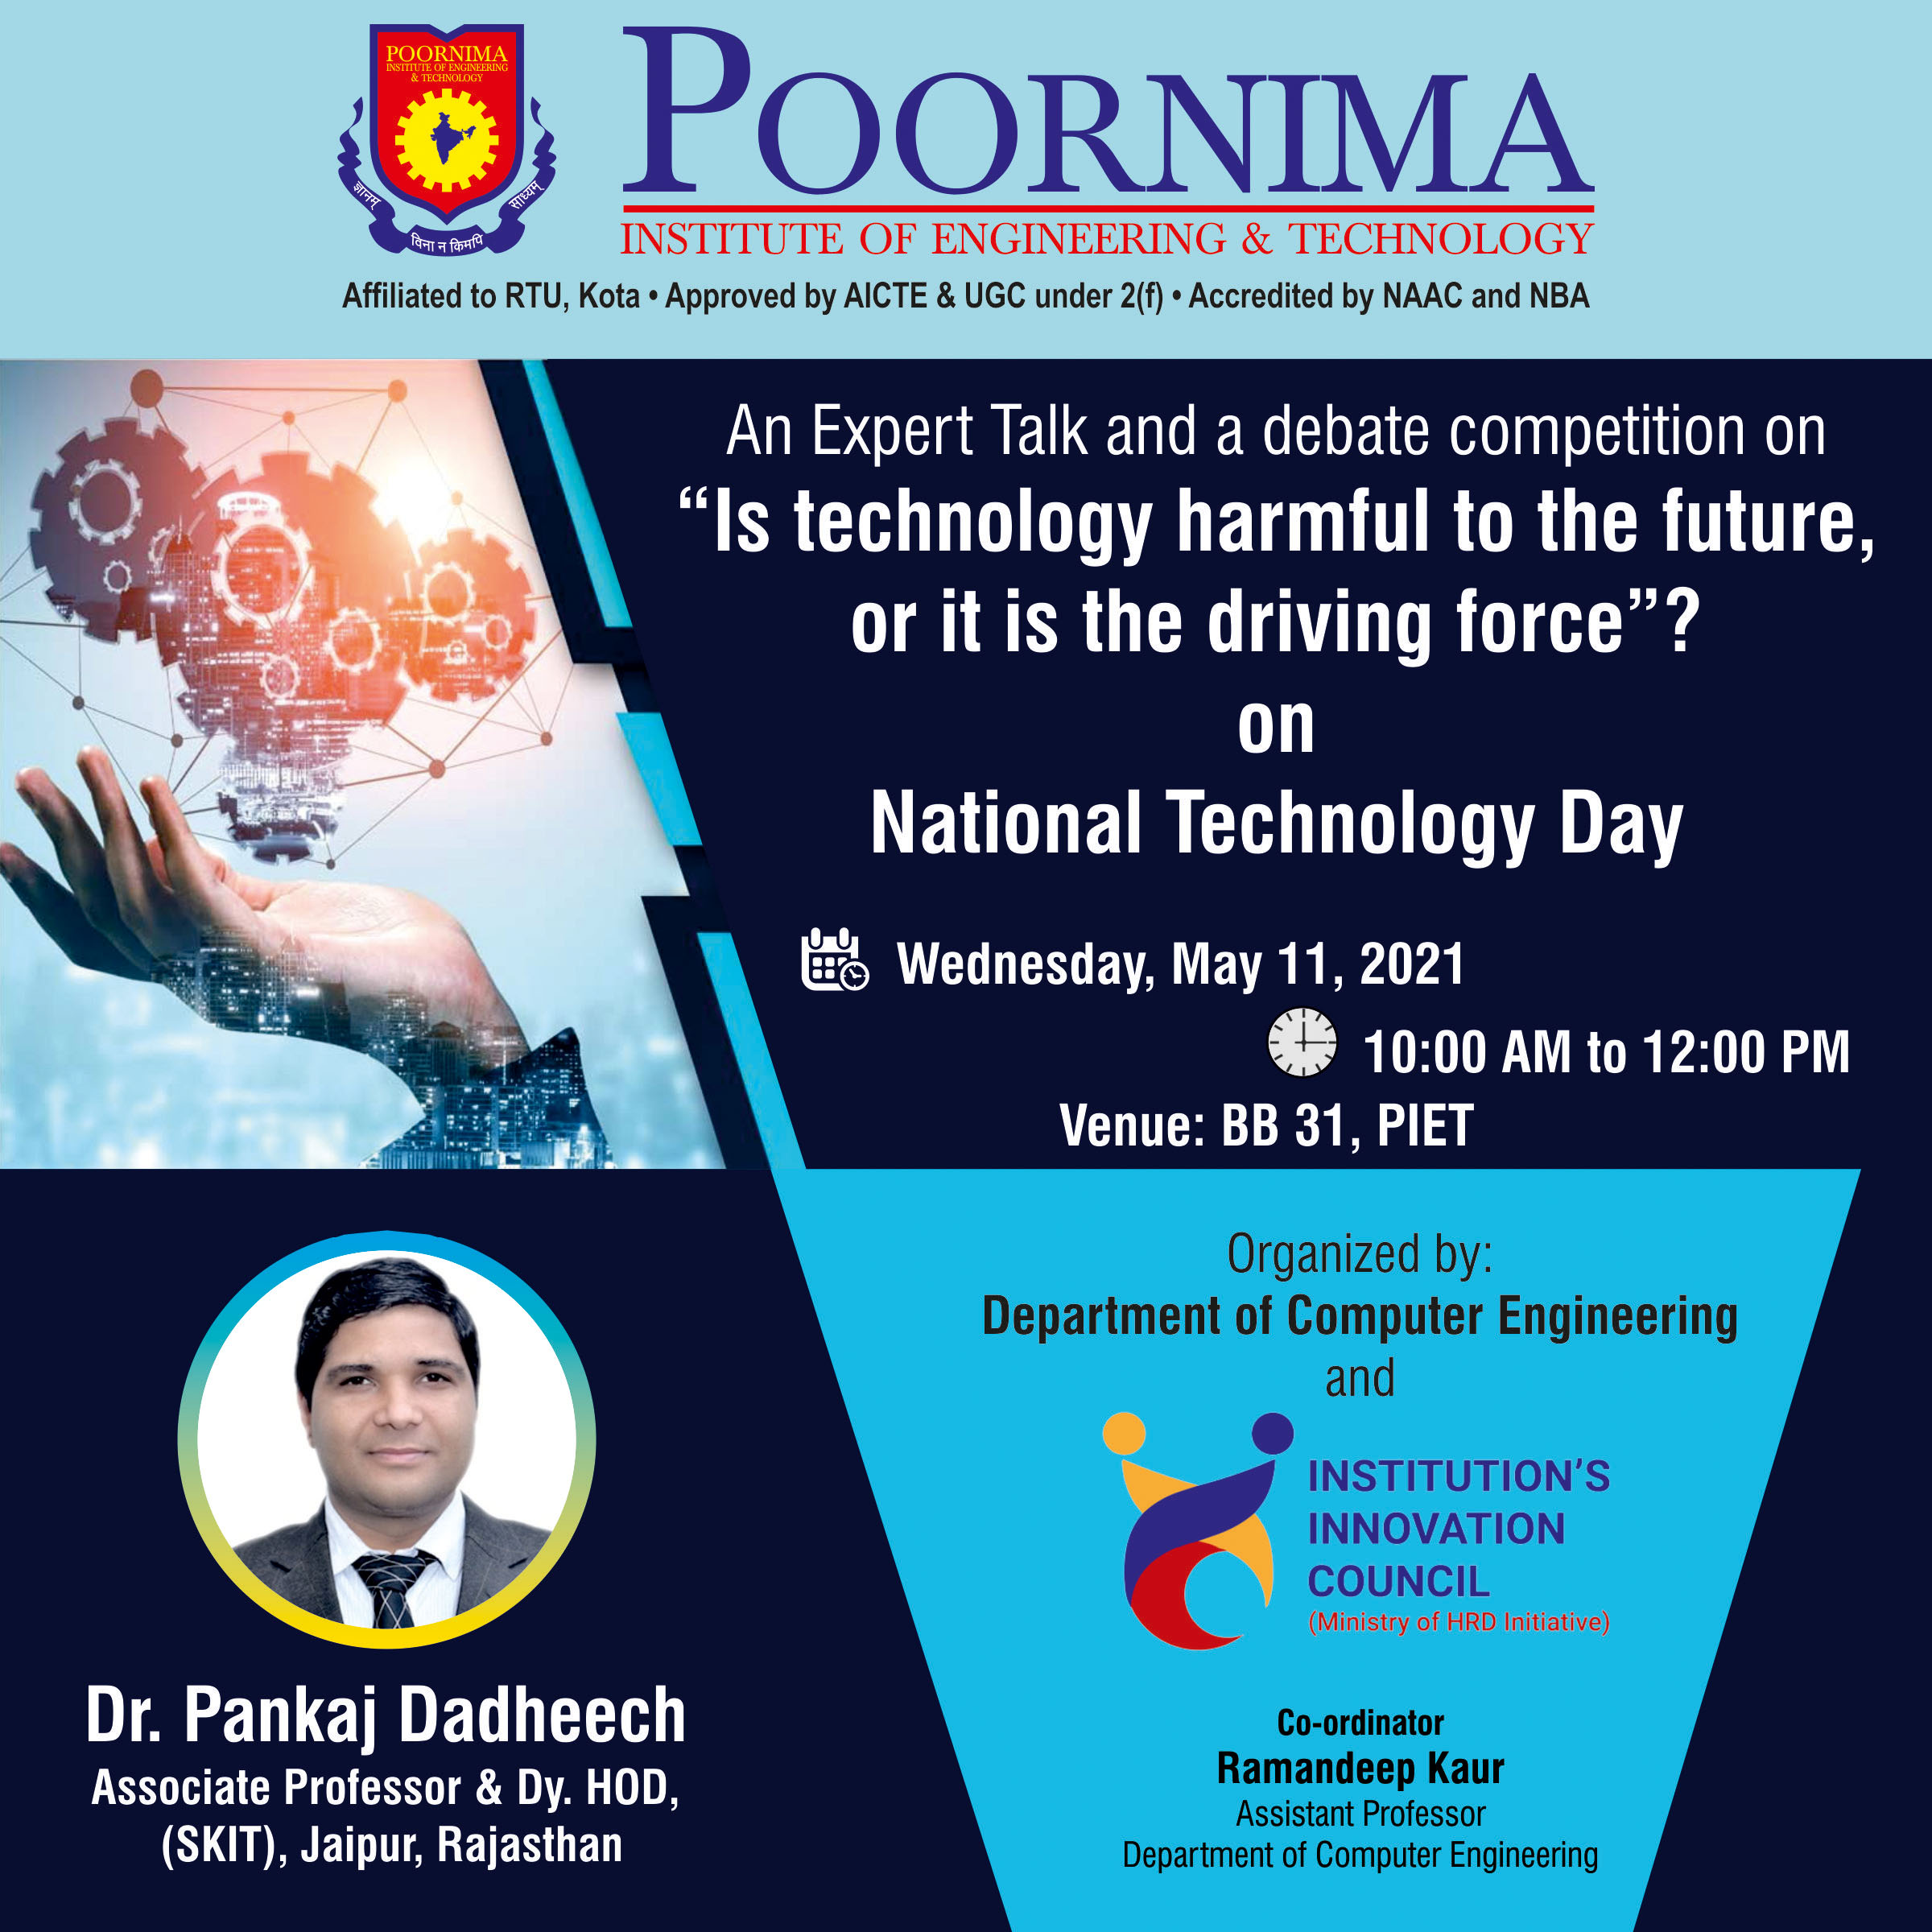 POORNIMA
INSTITUTE OF ENGINEERING
& TECHNOLOGY
ज्ञानम्
विना न किमपि
साध्यम्
POORNIMA
INSTITUTE OF ENGINEERING & TECHNOLOGY
Affiliated to RTU, Kota • Approved by AICTE & UGC under 2(f) • Accredited by NAAC and NBA
An Expert Talk and a debate competition on
“Is technology harmful to the future,
or it is the driving force”?
on
National Technology Day
Wednesday, May 11, 2021
10:00 AM to 12:00 PM
Venue: BB 31, PIET
Dr. Pankaj Dadheech
Associate Professor & Dy. HOD,
(SKIT), Jaipur, Rajasthan
Organized by:
Department of Computer Engineering
and
INSTITUTION’S
INNOVATION
COUNCIL
(Ministry of HRD Initiative)
Co-ordinator
Ramandeep Kaur
Assistant Professor
Department of Computer Engineering